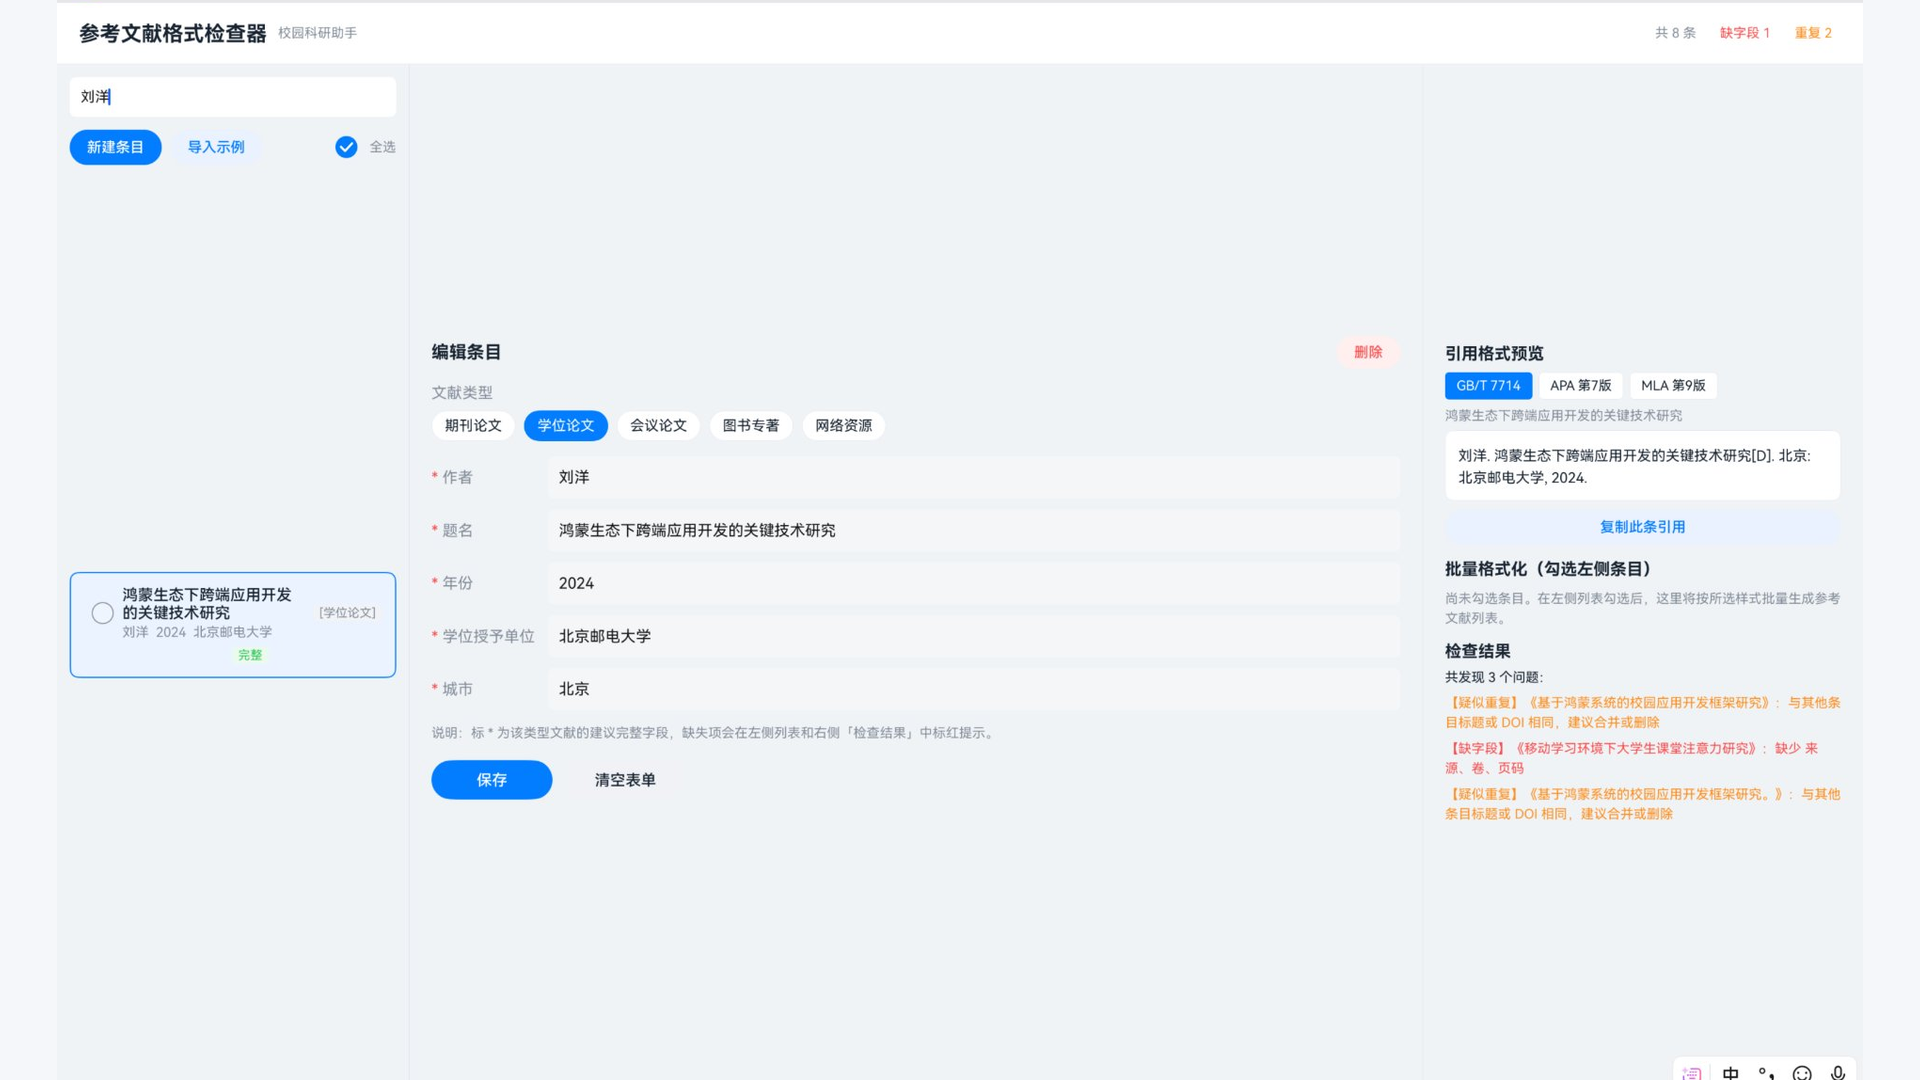 参考文献格式检查器 校园科研助手
共 8 条 缺字段 1 重复 2
刘洋
新建条目 导入示例 全选
鸿蒙生态下跨端应用开发
的关键技术研究
[学位论文]
刘洋 2024 北京邮电大学
完整
编辑条目 删除
文献类型
期刊论文 学位论文 会议论文 图书专著 网络资源
* 作者 刘洋
* 题名 鸿蒙生态下跨端应用开发的关键技术研究
* 年份 2024
* 学位授予单位 北京邮电大学
* 城市 北京
说明：标 * 为该类型文献的建议完整字段，缺失项会在左侧列表和右侧「检查结果」中标红提示。
保存 清空表单
引用格式预览
GB/T 7714 APA 第7版 MLA 第9版
鸿蒙生态下跨端应用开发的关键技术研究
刘洋. 鸿蒙生态下跨端应用开发的关键技术研究[D]. 北京:
北京邮电大学, 2024.
复制此条引用
批量格式化（勾选左侧条目）
尚未勾选条目。在左侧列表勾选后，这里将按所选样式批量生成参考
文献列表。
检查结果
共发现 3 个问题:
【疑似重复】《基于鸿蒙系统的校园应用开发框架研究》：与其他条
目标题或 DOI 相同，建议合并或删除
【缺字段】《移动学习环境下大学生课堂注意力研究》：缺少 来
源、卷、页码
【疑似重复】《基于鸿蒙系统的校园应用开发框架研究。》：与其他
条目标题或 DOI 相同，建议合并或删除
中